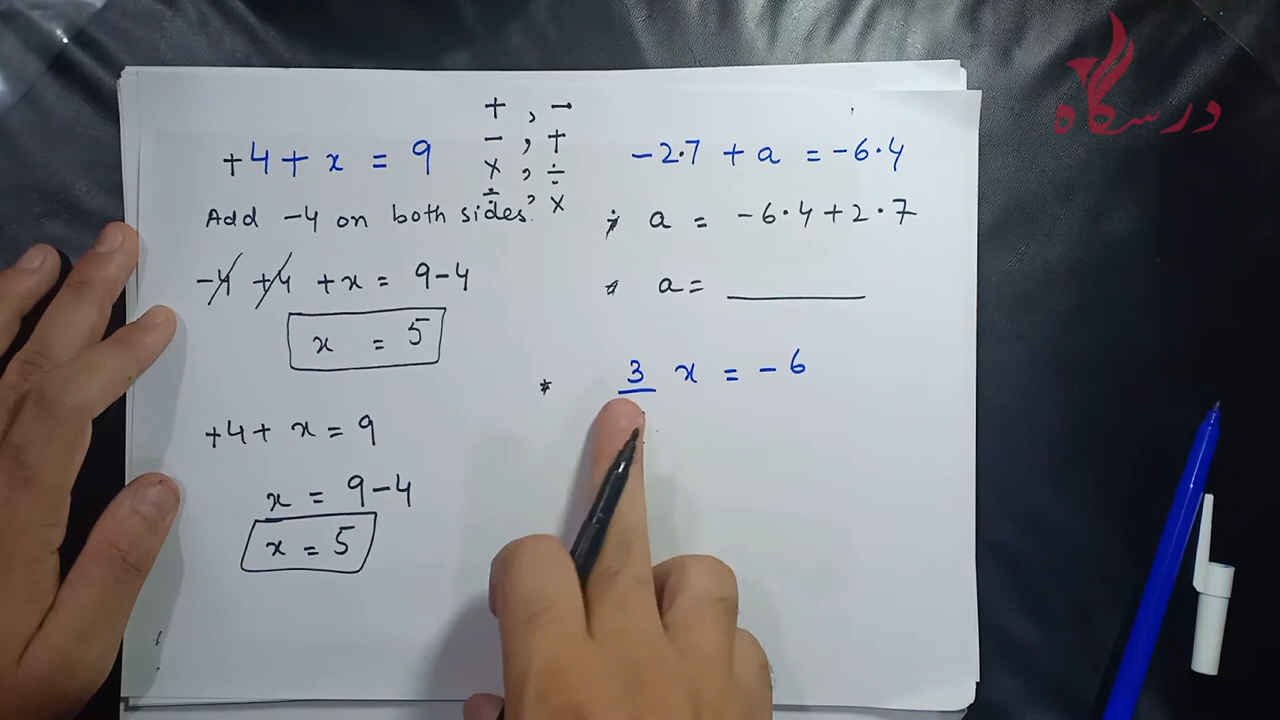 +4 + x = 9
Add -4 on both sides.
-4 +4 + x = 9-4
x = 5
+4 + x = 9
x = 9-4
x = 5
+ , -
- , +
× , ÷
÷ , ×
-2.7 + a = -6.4
a = -6.4 + 2.7
a =
* 3 x = -6
درسگاه